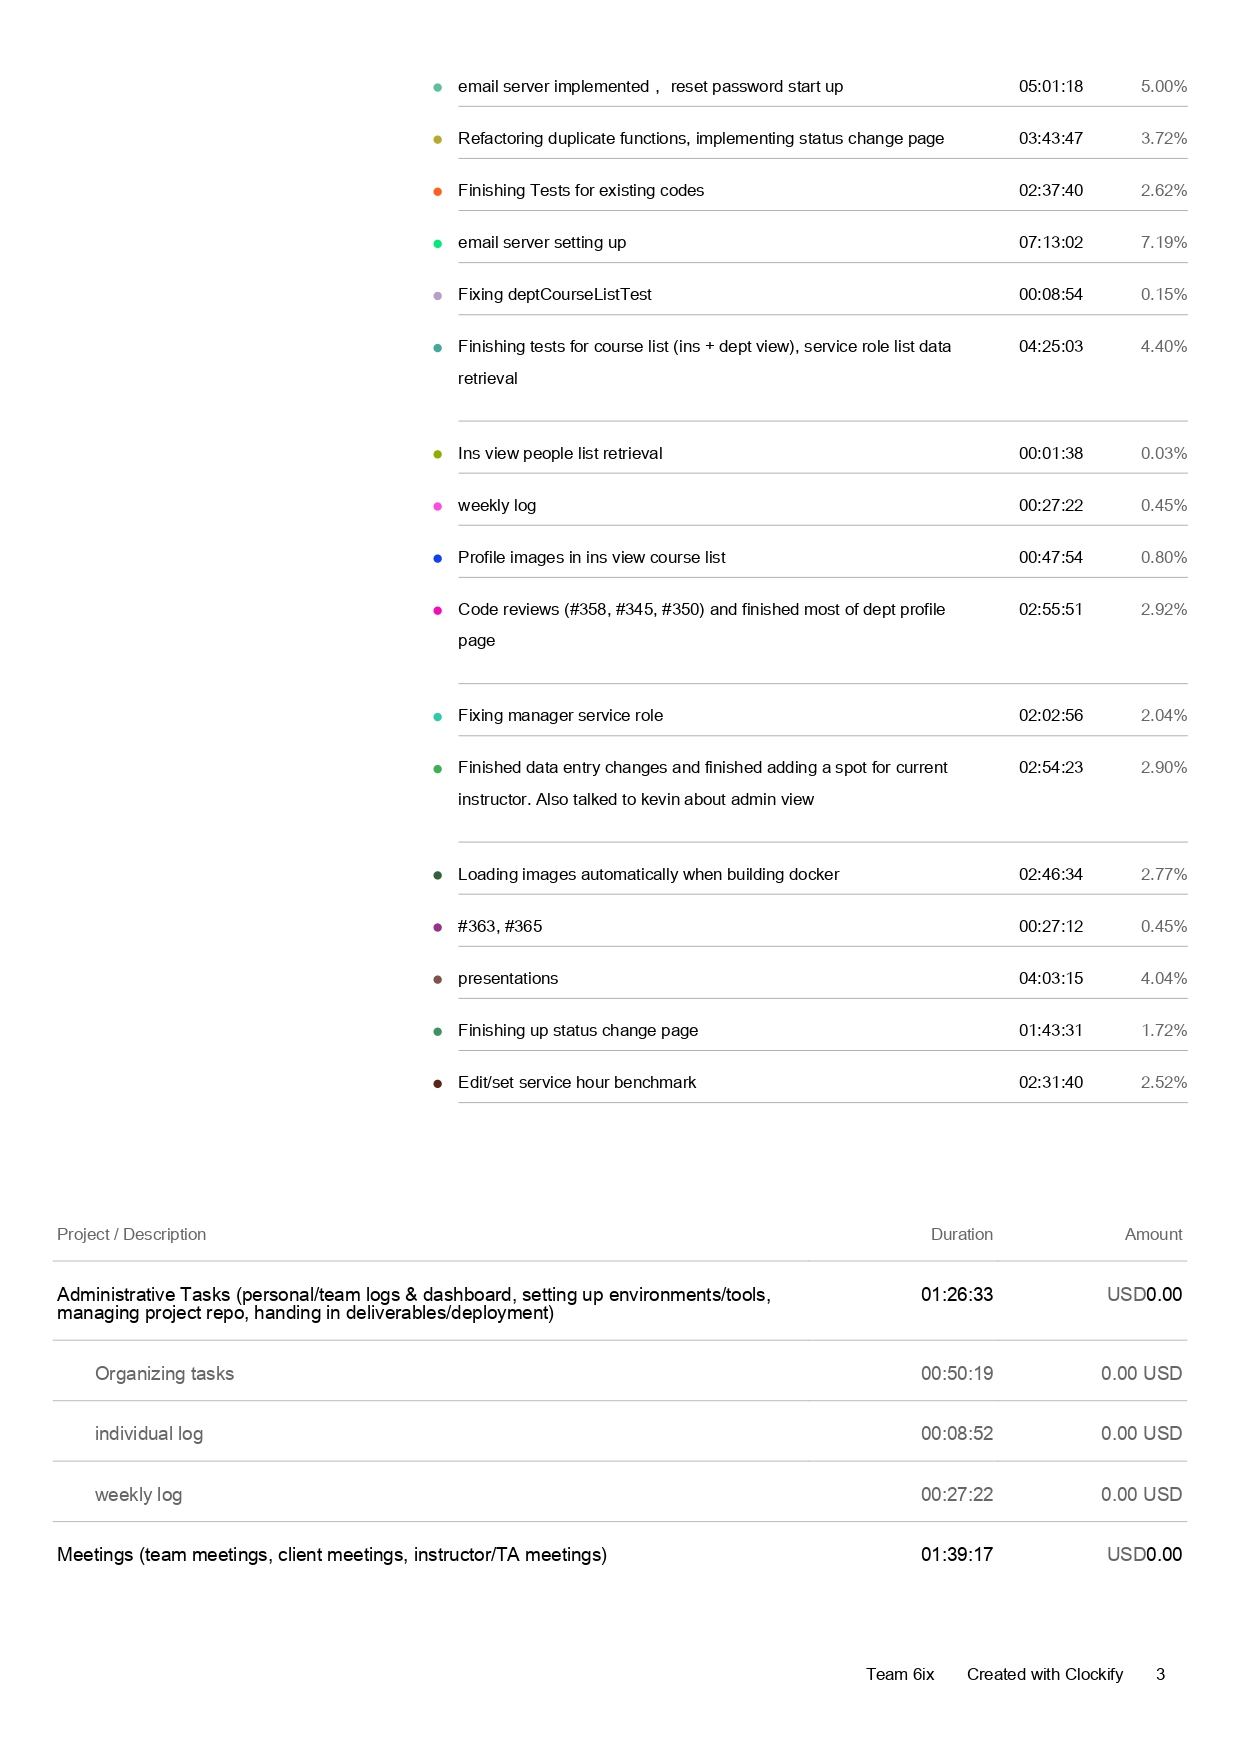 email server implemented ， reset password start up 05:01:18 5.00%
Refactoring duplicate functions, implementing status change page 03:43:47 3.72%
Finishing Tests for existing codes 02:37:40 2.62%
email server setting up 07:13:02 7.19%
Fixing deptCourseListTest 00:08:54 0.15%
Finishing tests for course list (ins + dept view), service role list data 04:25:03 4.40%
retrieval
Ins view people list retrieval 00:01:38 0.03%
weekly log 00:27:22 0.45%
Profile images in ins view course list 00:47:54 0.80%
Code reviews (#358, #345, #350) and finished most of dept profile 02:55:51 2.92%
page
Fixing manager service role 02:02:56 2.04%
Finished data entry changes and finished adding a spot for current 02:54:23 2.90%
instructor. Also talked to kevin about admin view
Loading images automatically when building docker 02:46:34 2.77%
#363, #365 00:27:12 0.45%
presentations 04:03:15 4.04%
Finishing up status change page 01:43:31 1.72%
Edit/set service hour benchmark 02:31:40 2.52%
Project / Description Duration Amount
Administrative Tasks (personal/team logs & dashboard, setting up environments/tools, 01:26:33 USD0.00
managing project repo, handing in deliverables/deployment)
Organizing tasks 00:50:19 0.00 USD
individual log 00:08:52 0.00 USD
weekly log 00:27:22 0.00 USD
Meetings (team meetings, client meetings, instructor/TA meetings) 01:39:17 USD0.00
Team 6ix Created with Clockify 3